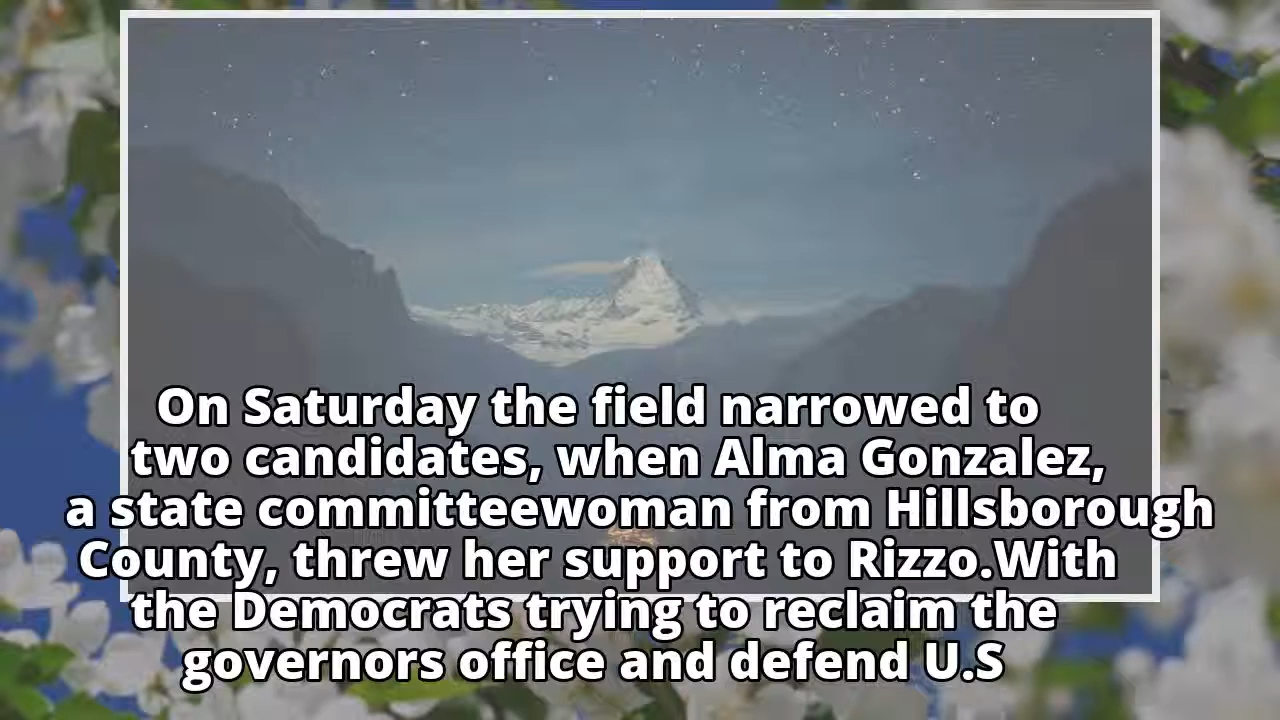 On Saturday the field narrowed to
two candidates, when Alma Gonzalez,
a state committeewoman from Hillsborough
County, threw her support to Rizzo.With
the Democrats trying to reclaim the
governors office and defend U.S